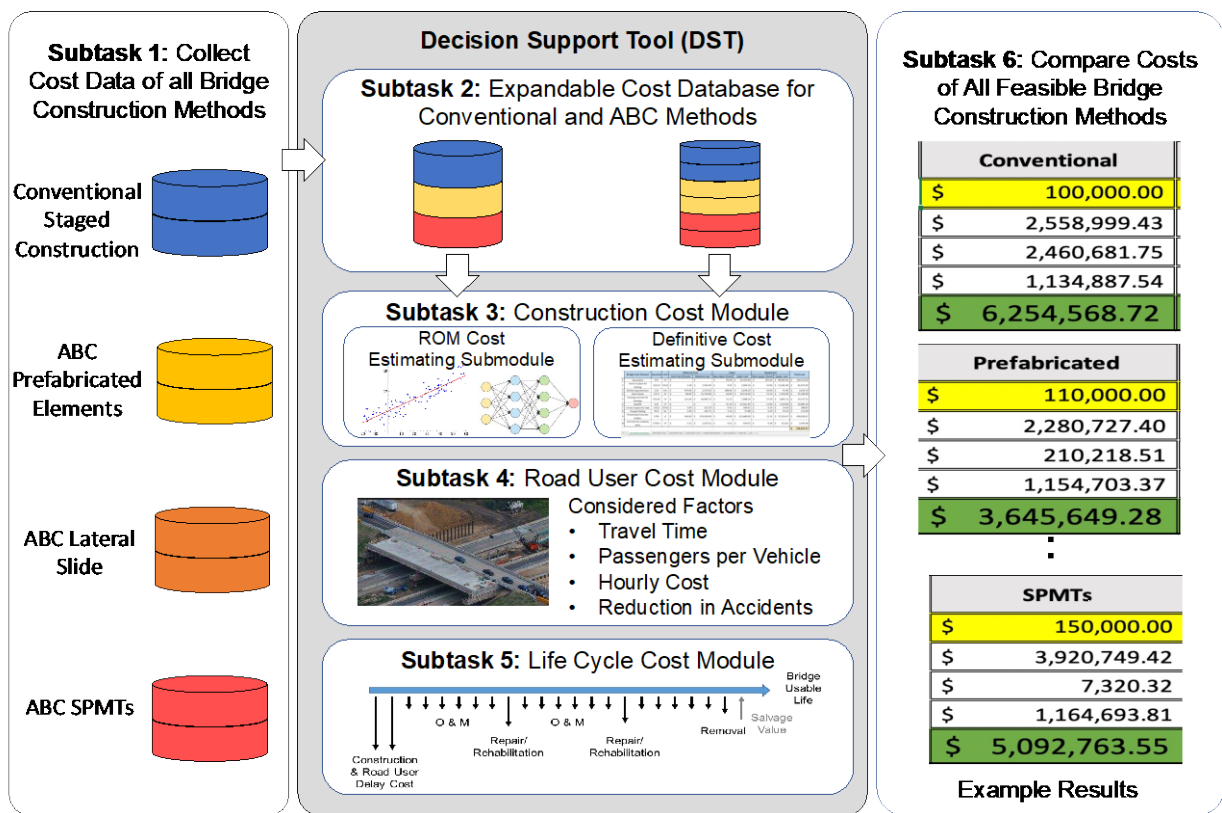 Subtask 1: Collect
Cost Data of all Bridge
Construction Methods
Conventional
Staged
Construction
ABC
Prefabricated
Elements
ABC Lateral
Slide
ABC SPMTs
Decision Support Tool (DST)
Subtask 2: Expandable Cost Database for
Conventional and ABC Methods
Subtask 3: Construction Cost Module
ROM Cost
Estimating Submodule
Definitive Cost
Estimating Submodule
Subtask 4: Road User Cost Module
Considered Factors
• Travel Time
• Passengers per Vehicle
• Hourly Cost
• Reduction in Accidents
Subtask 5: Life Cycle Cost Module
Bridge
Usable
Life
O & M
O & M
Repair/
Rehabilitation
Repair/
Rehabilitation
Removal
Salvage
Value
Construction
& Road User
Delay Cost
Subtask 6: Compare Costs
of All Feasible Bridge
Construction Methods
Conventional
$ 100,000.00
$ 2,558,999.43
$ 2,460,681.75
$ 1,134,887.54
$ 6,254,568.72
Prefabricated
$ 110,000.00
$ 2,280,727.40
$ 210,218.51
$ 1,154,703.37
$ 3,645,649.28
SPMTs
$ 150,000.00
$ 3,920,749.42
$ 7,320.32
$ 1,164,693.81
$ 5,092,763.55
Example Results